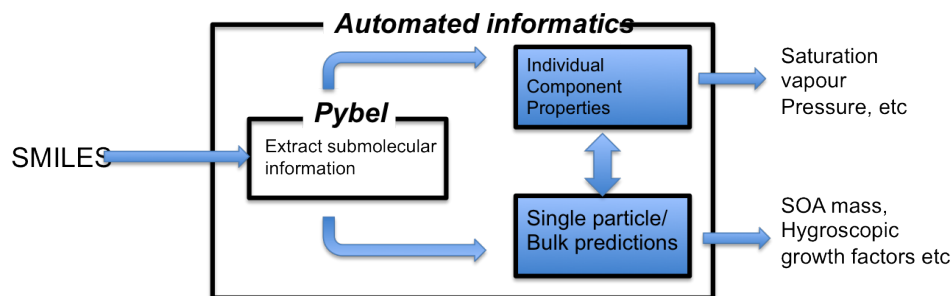 Automated informatics
Pybel
SMILES
Extract submolecular
information
Individual
Component
Properties
Saturation
vapour
Pressure, etc
Single particle/
Bulk predictions
SOA mass,
Hygroscopic
growth factors etc